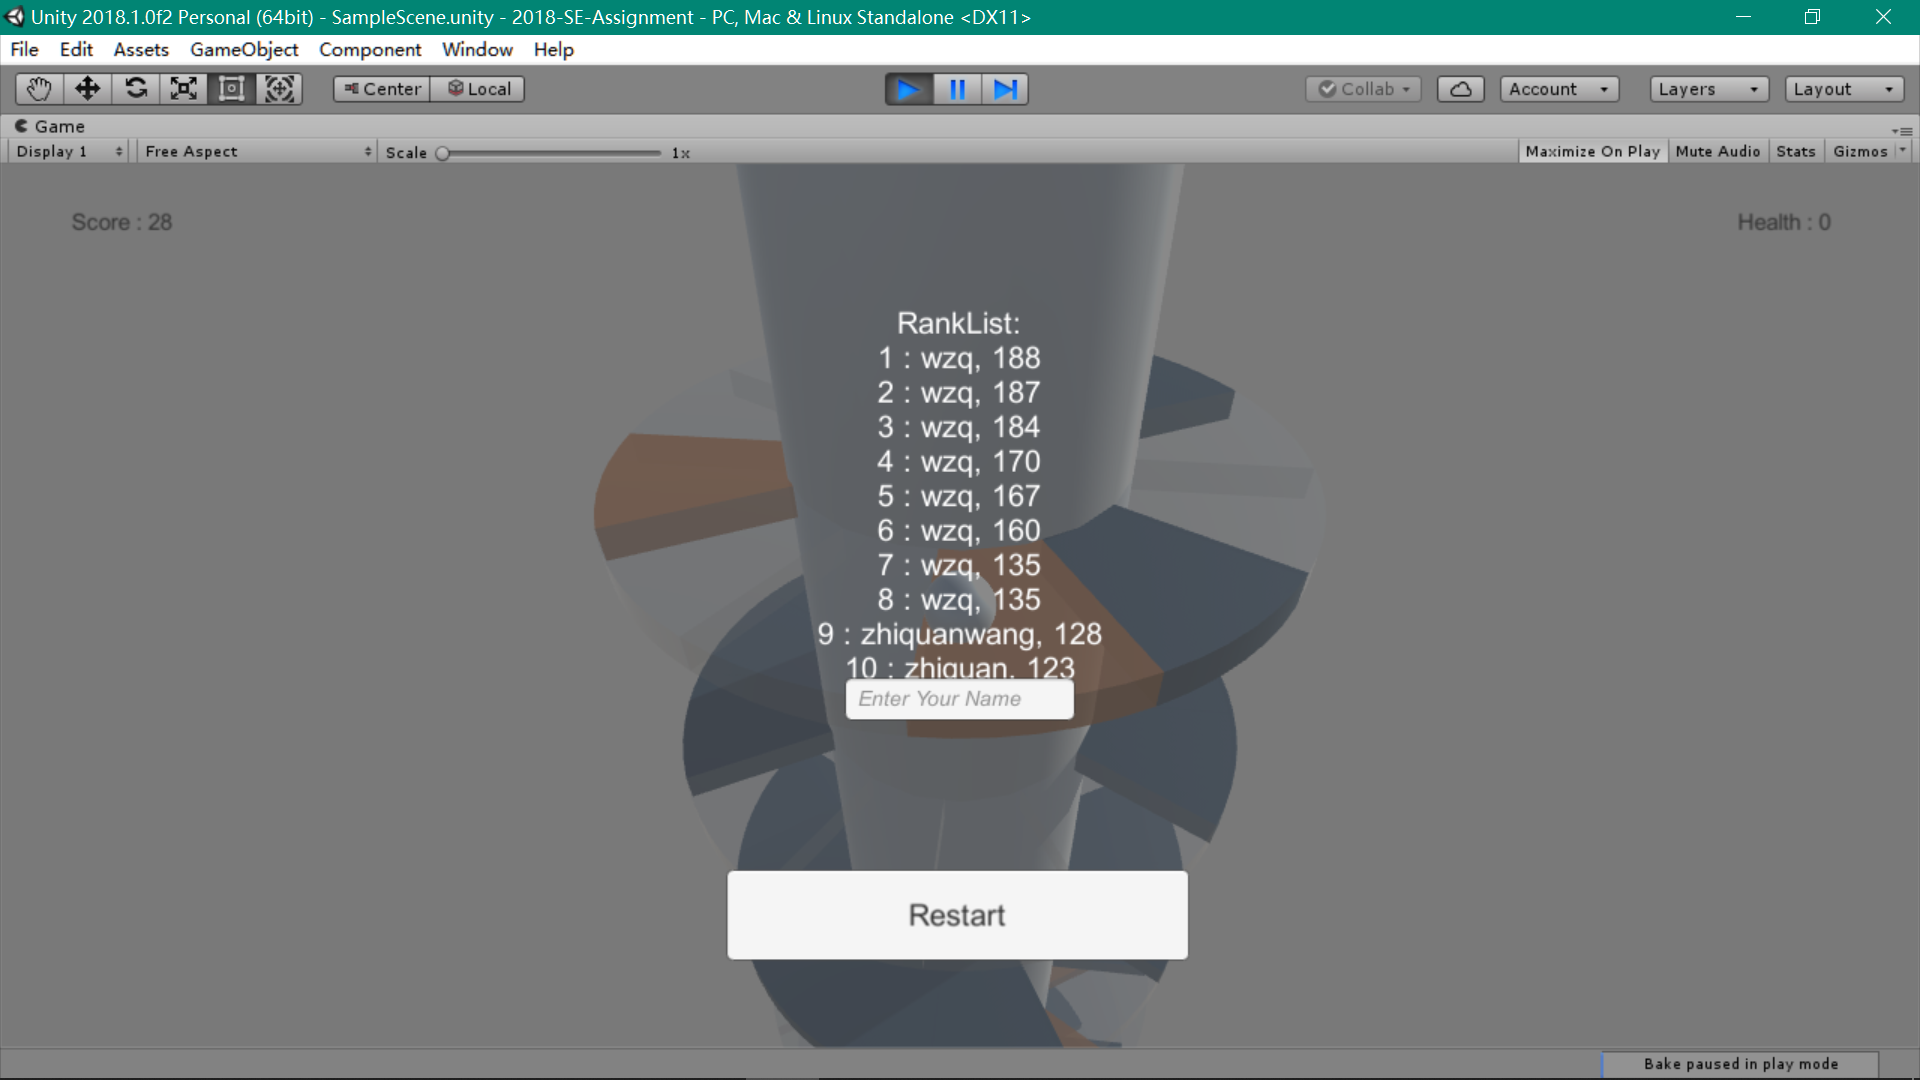 Unity 2018.1.0f2 Personal (64bit) - SampleScene.unity - 2018-SE-Assignment - PC, Mac & Linux Standalone <DX11>
File Edit Assets GameObject Component Window Help
Center Local Collab Account Layers Layout
Game
Display 1 Free Aspect Scale 1x Maximize On Play Mute Audio Stats Gizmos
Score : 28 Health : 0
RankList:
1 : wzq, 188
2 : wzq, 187
3 : wzq, 184
4 : wzq, 170
5 : wzq, 167
6 : wzq, 160
7 : wzq, 135
8 : wzq, 135
9 : zhiquanwang, 128
10 : zhiquan, 123
Enter Your Name
Restart
Bake paused in play mode